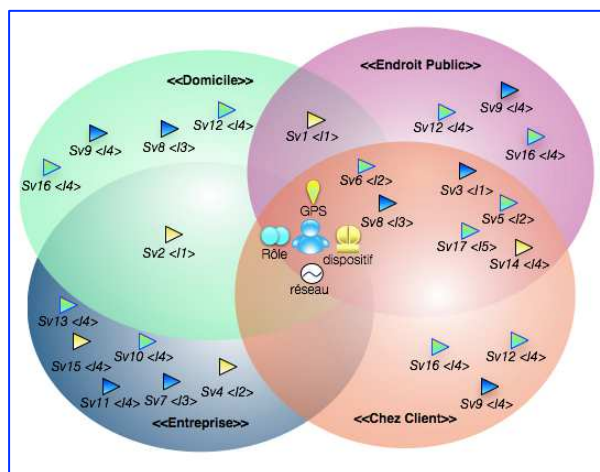 <<Domicile>>
<<Endroit Public>>
Sv12 <I4>
Sv9 <I4>
Sv8 <I3>
Sv1 <I1>
Sv16 <I4>
Sv9 <I4>
Sv12 <I4>
Sv16 <I4>
Sv6 <I2>
Sv3 <I1>
Sv8 <I3>
Sv5 <I2>
Sv17 <I5>
Sv14 <I4>
GPS
Rôle
dispositif
réseau
Sv2 <I1>
Sv13 <I4>
Sv15 <I4>
Sv10 <I4>
Sv11 <I4>
Sv7 <I3>
Sv4 <I2>
<<Entreprise>>
Sv16 <I4>
Sv12 <I4>
Sv9 <I4>
<<Chez Client>>